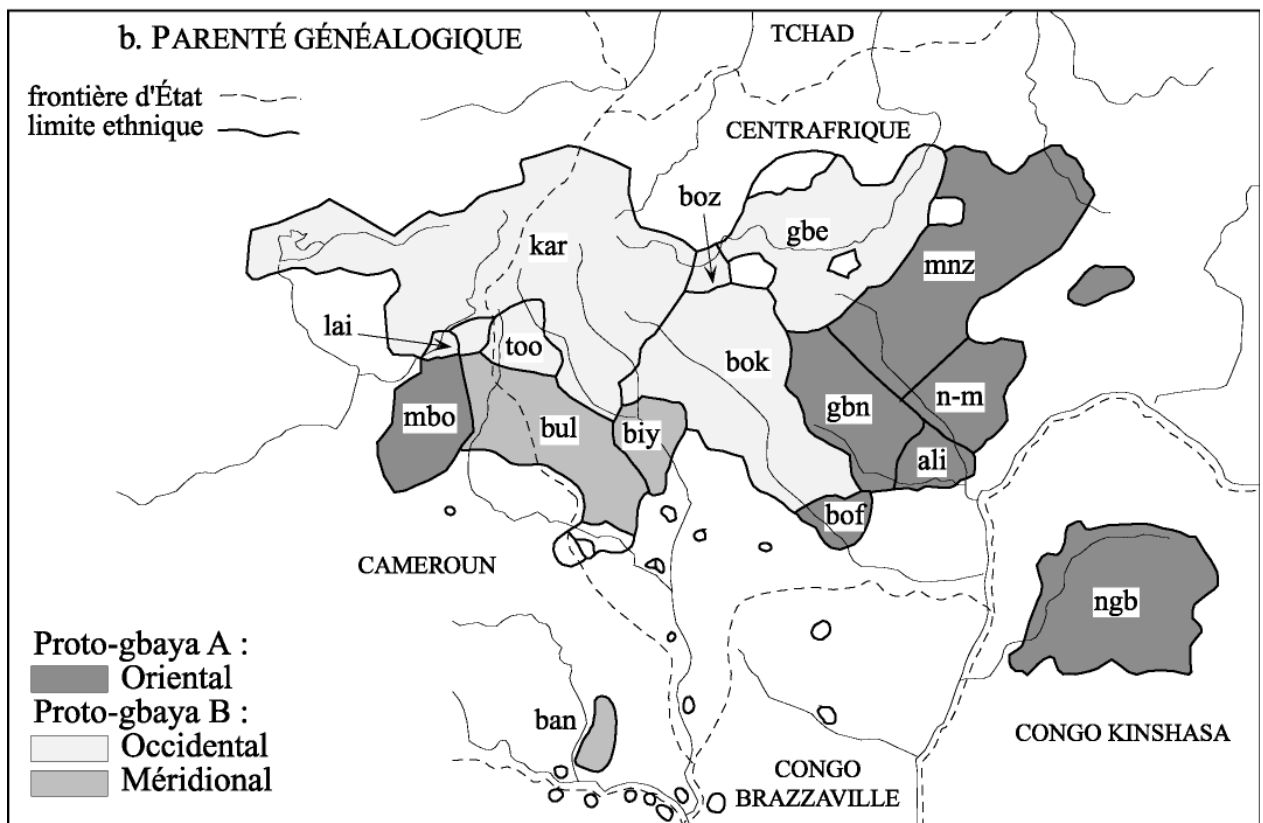 b. PARENTÉ GÉNÉALOGIQUE
TCHAD
frontière d'État
limite ethnique
CENTRAFRIQUE
boz
gbe
kar
mnz
lai
too
bok
mbo
bul
biy
gbn
n-m
ali
bof
CAMEROUN
ngb
Proto-gbaya A :
Oriental
Proto-gbaya B :
Occidental
Méridional
ban
CONGO KINSHASA
CONGO
BRAZZAVILLE